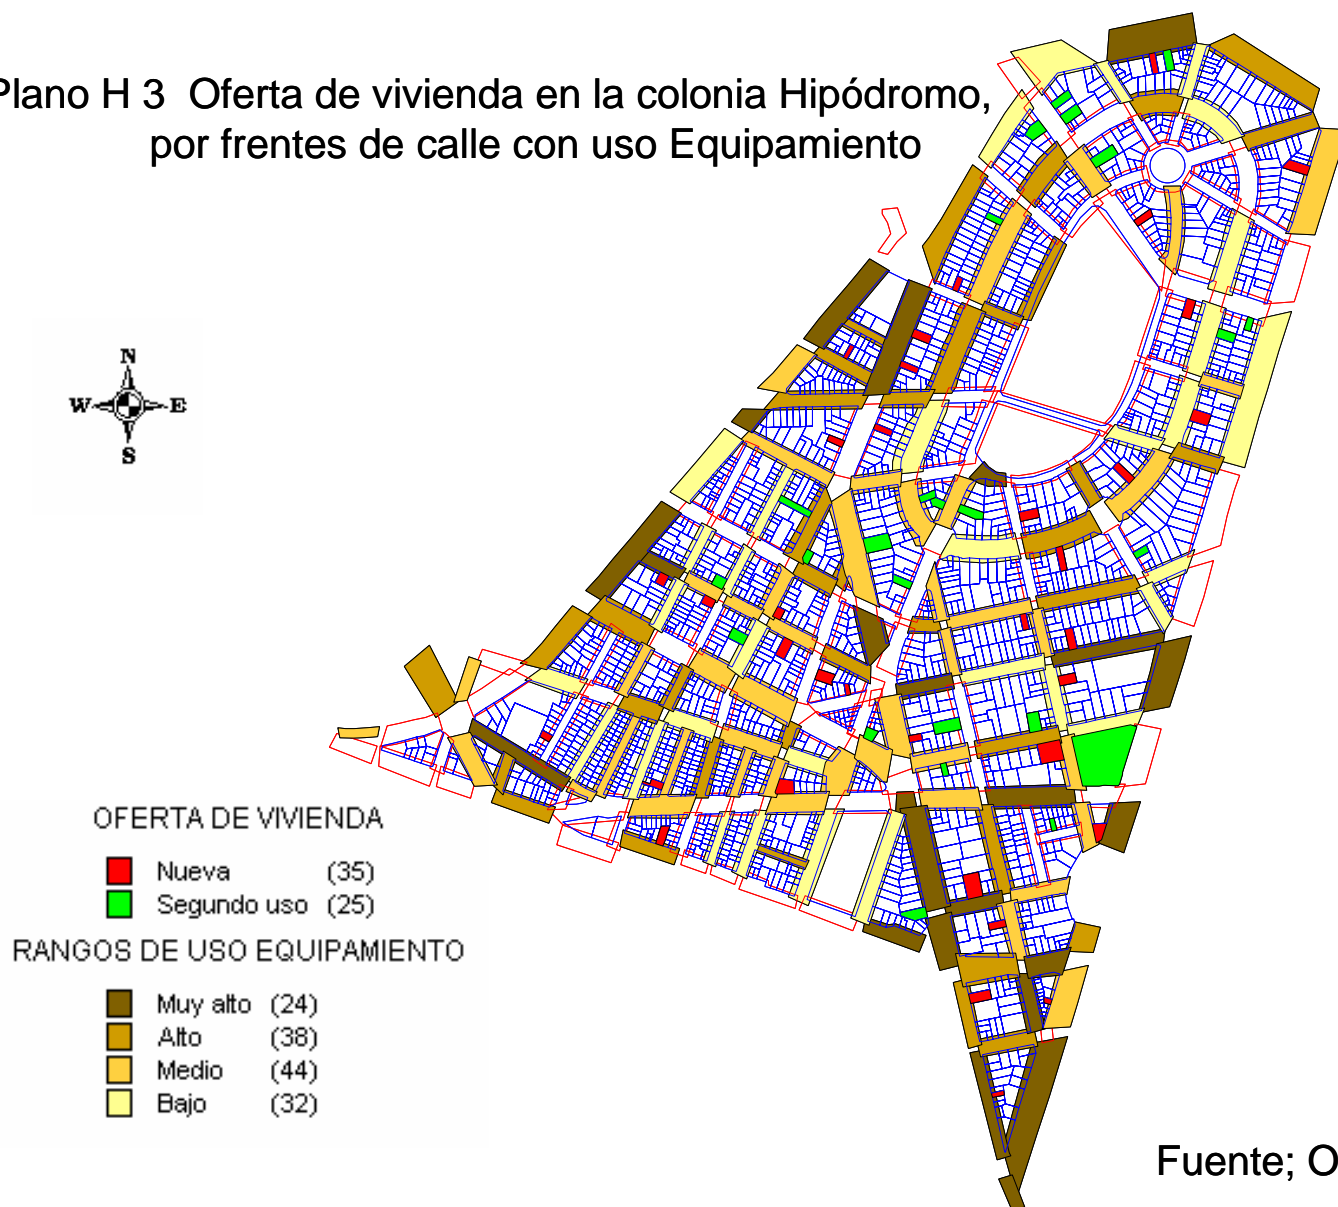 Plano H 3 Oferta de vivienda en la colonia Hipódromo,
por frentes de calle con uso Equipamiento
N
W E
S
OFERTA DE VIVIENDA
Nueva (35)
Segundo uso (25)
RANGOS DE USO EQUIPAMIENTO
Muy alto (24)
Alto (38)
Medio (44)
Bajo (32)
Fuente; O